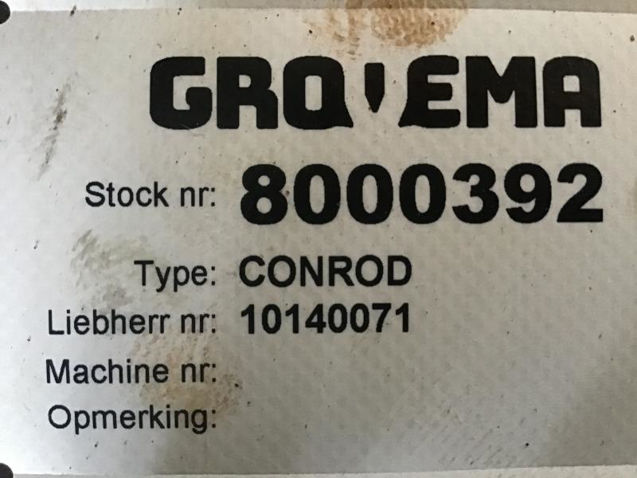 GROVEMA
Stock nr: 8000392
Type: CONROD
Liebherr nr: 10140071
Machine nr:
Opmerking: